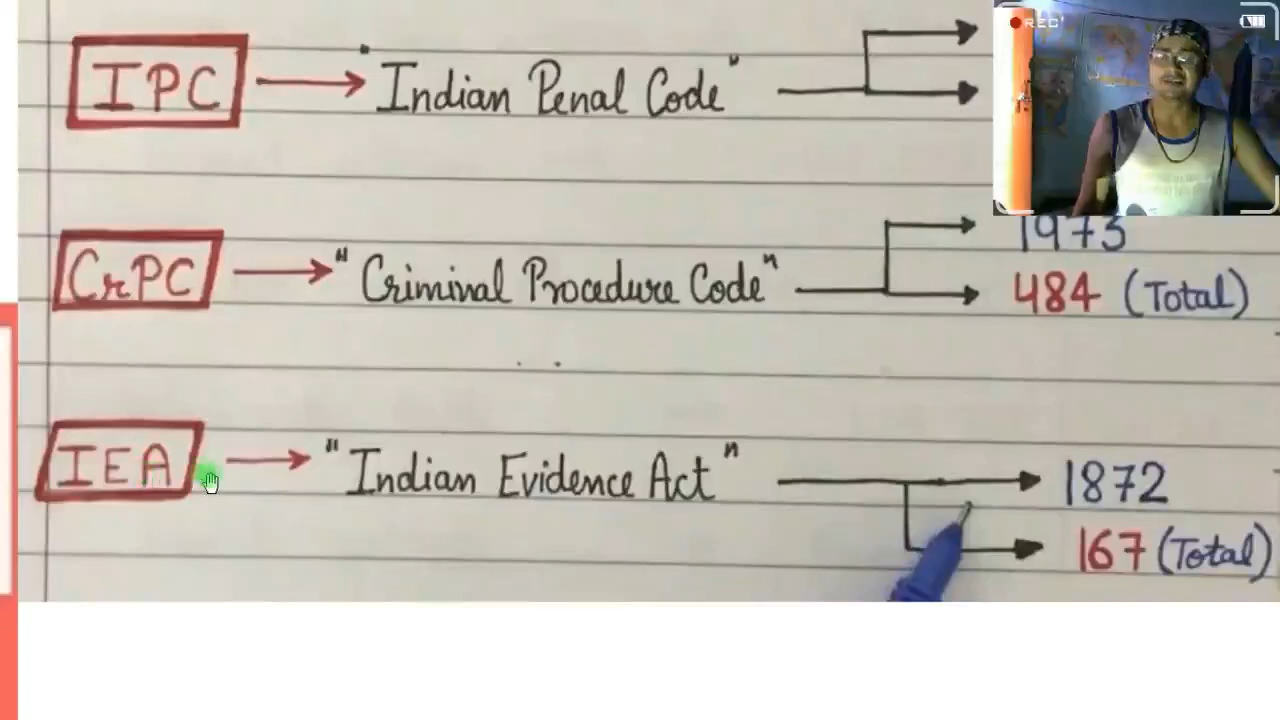 REC
IPC "Indian Penal Code"
1973
CrPC "Criminal Procedure Code" 484 (Total)
IEA "Indian Evidence Act" 1872
167 (Total)